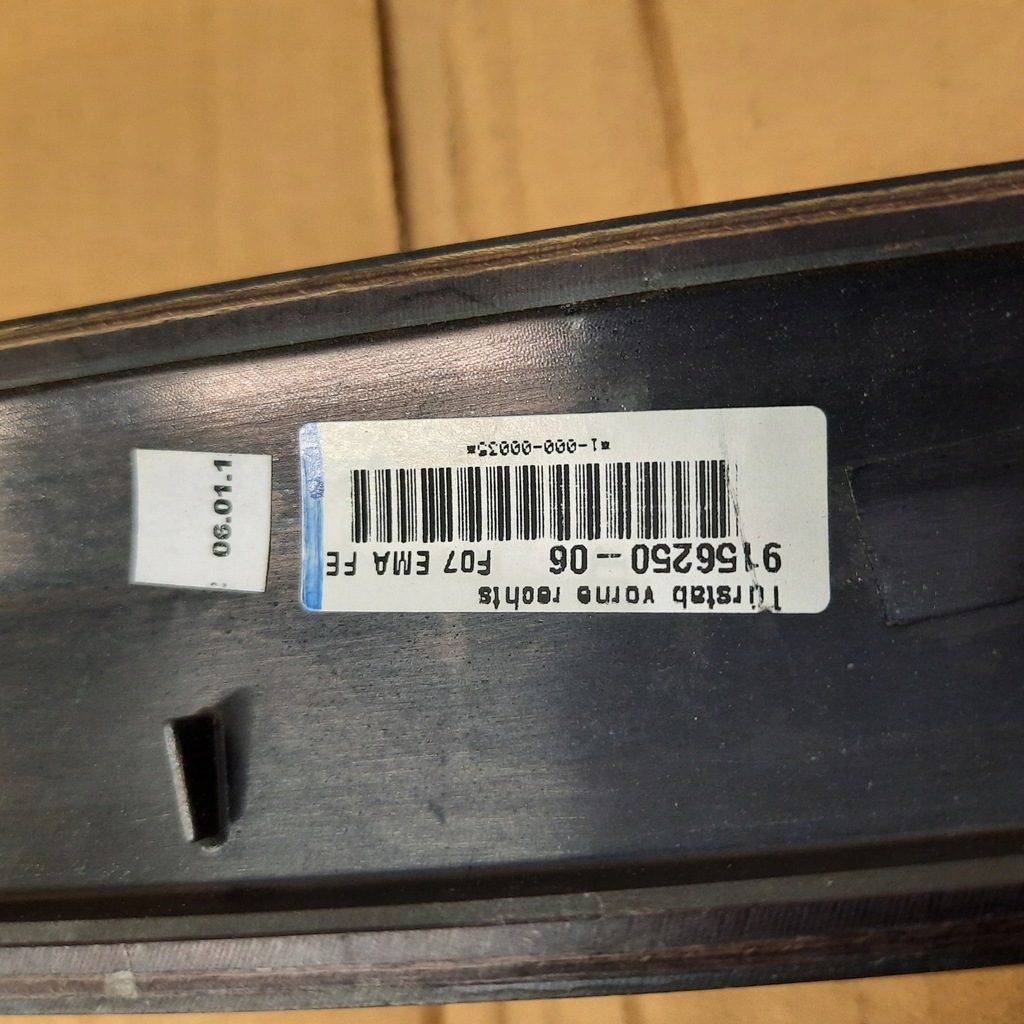 Türstab vorne rechts
9156250-06 F07 EMA FE
*1-000-00035*
06.01.1